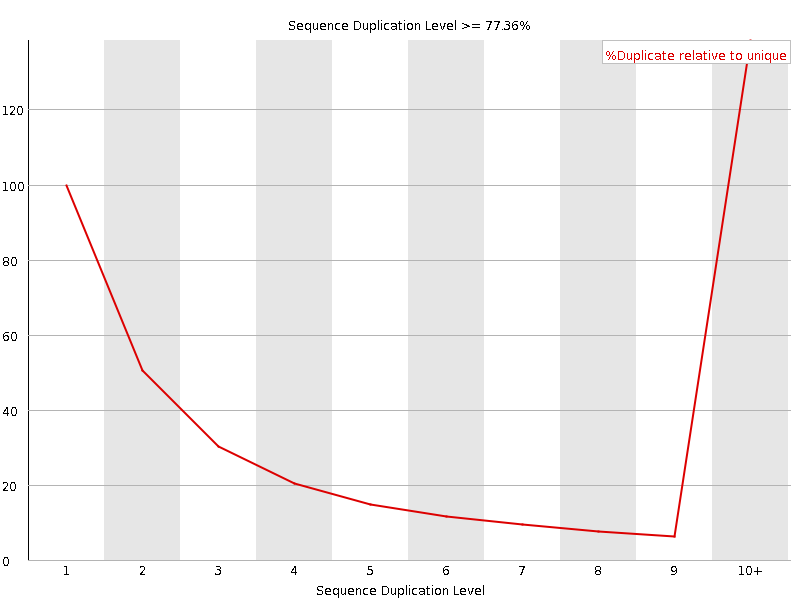 Sequence Duplication Level >= 77.36%
%Duplicate relative to unique
120
100
80
60
40
20
0
1 2 3 4 5 6 7 8 9 10+
Sequence Duplication Level